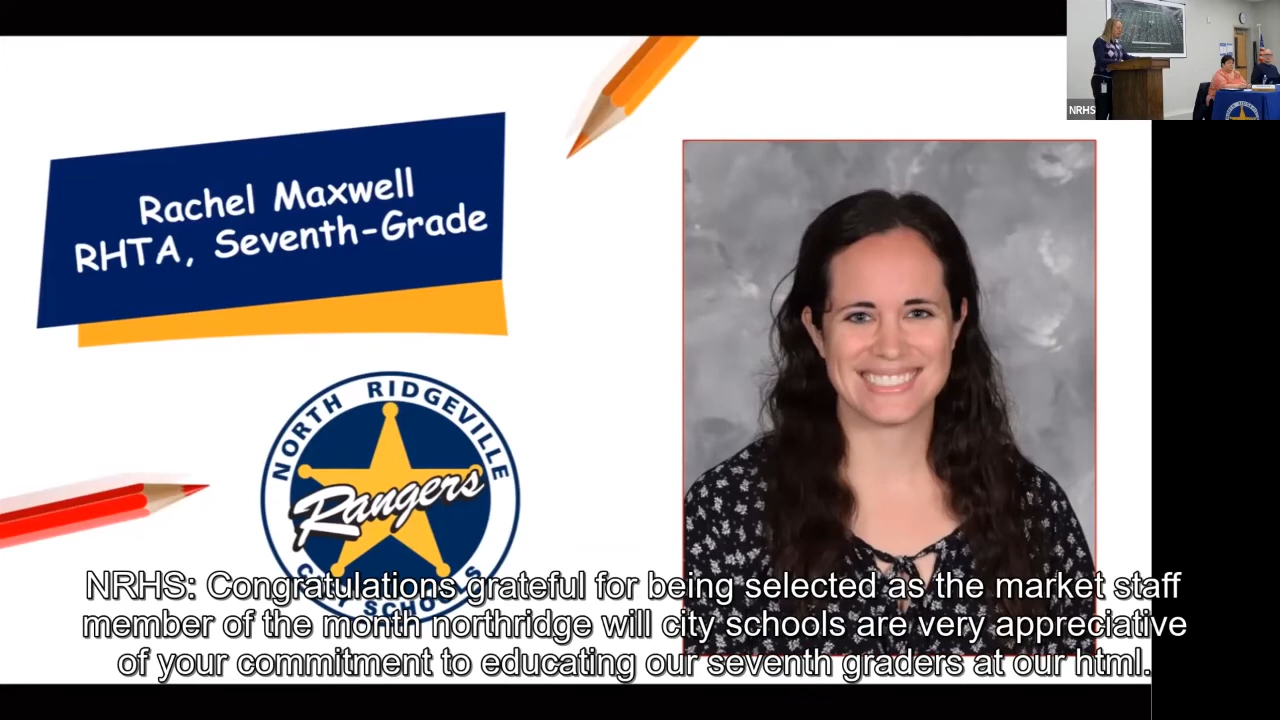 Rachel Maxwell
RHTA, Seventh-Grade
NRHS
NORTH RIDGEVILLE
Rangers
CITY SCHOOLS
NRHS: Congratulations grateful for being selected as the market staff
member of the month northridge will city schools are very appreciative
of your commitment to educating our seventh graders at our html.